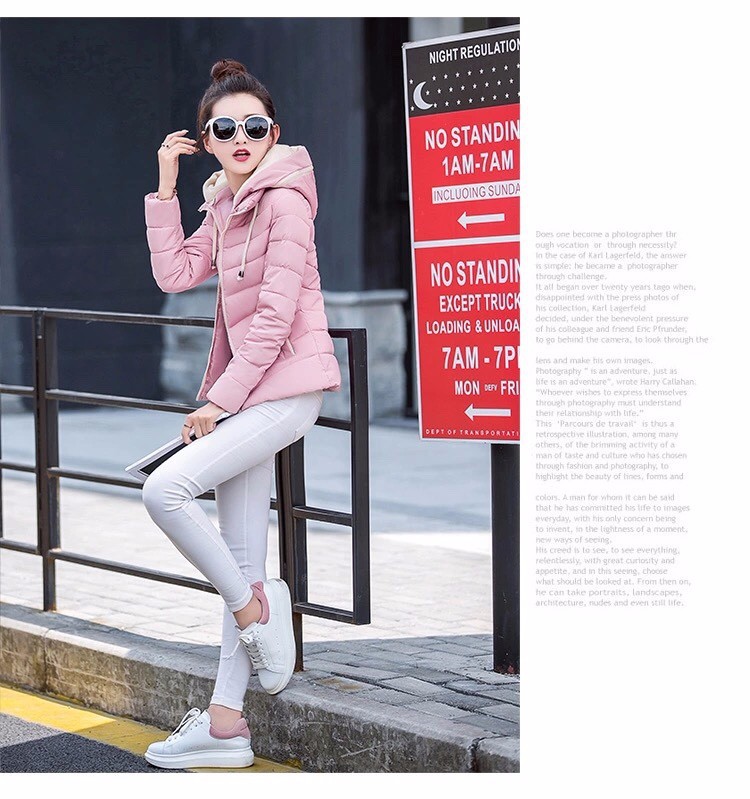 NIGHT REGULATION
NO STANDIN
1AM-7AM
INCLUOING SUNDA
NO STANDIN
EXCEPT TRUCK
LOADING & UNLOA
7AM - 7P
MON DEFV FRI
DEPT OF TRANSPORTATI
Does one become a photographer thr
ough vocation or through necessity?
In the case of Karl Lagerfeld, the answer
is simple: he became a photographer
through challenge.
It all began over twenty years tago when,
disappointed with the press photos of
his collection, Karl Lagerfeld
decided, under the benevolent pressure
of his colleague and friend Eric Pfrunder,
to go behind the camera, to look through the
lens and make his own images.
Photography " is an adventure, just as
life is an adventure", wrote Harry Callahan.
"Whoever wishes to express themselves
through photography must understand
their relationship with life."
This 'Parcours de travail' is thus a
retrospective illustration, among many
others, of the brimming activity of a
man of taste and culture who has chosen
through fashion and photography, to
highlight the beauty of lines, forms and
colors. A man for whom it can be said
that he has committed his life to images
everyday, with his only concern being
to invent, in the lightness of a moment,
new ways of seeing.
His creed is to see, to see everything,
relentlessly, with great curiosity and
appetite, and in this seeing, choose
what should be looked at. From then on,
he can take portraits, landscapes,
architecture, nudes and even still life.